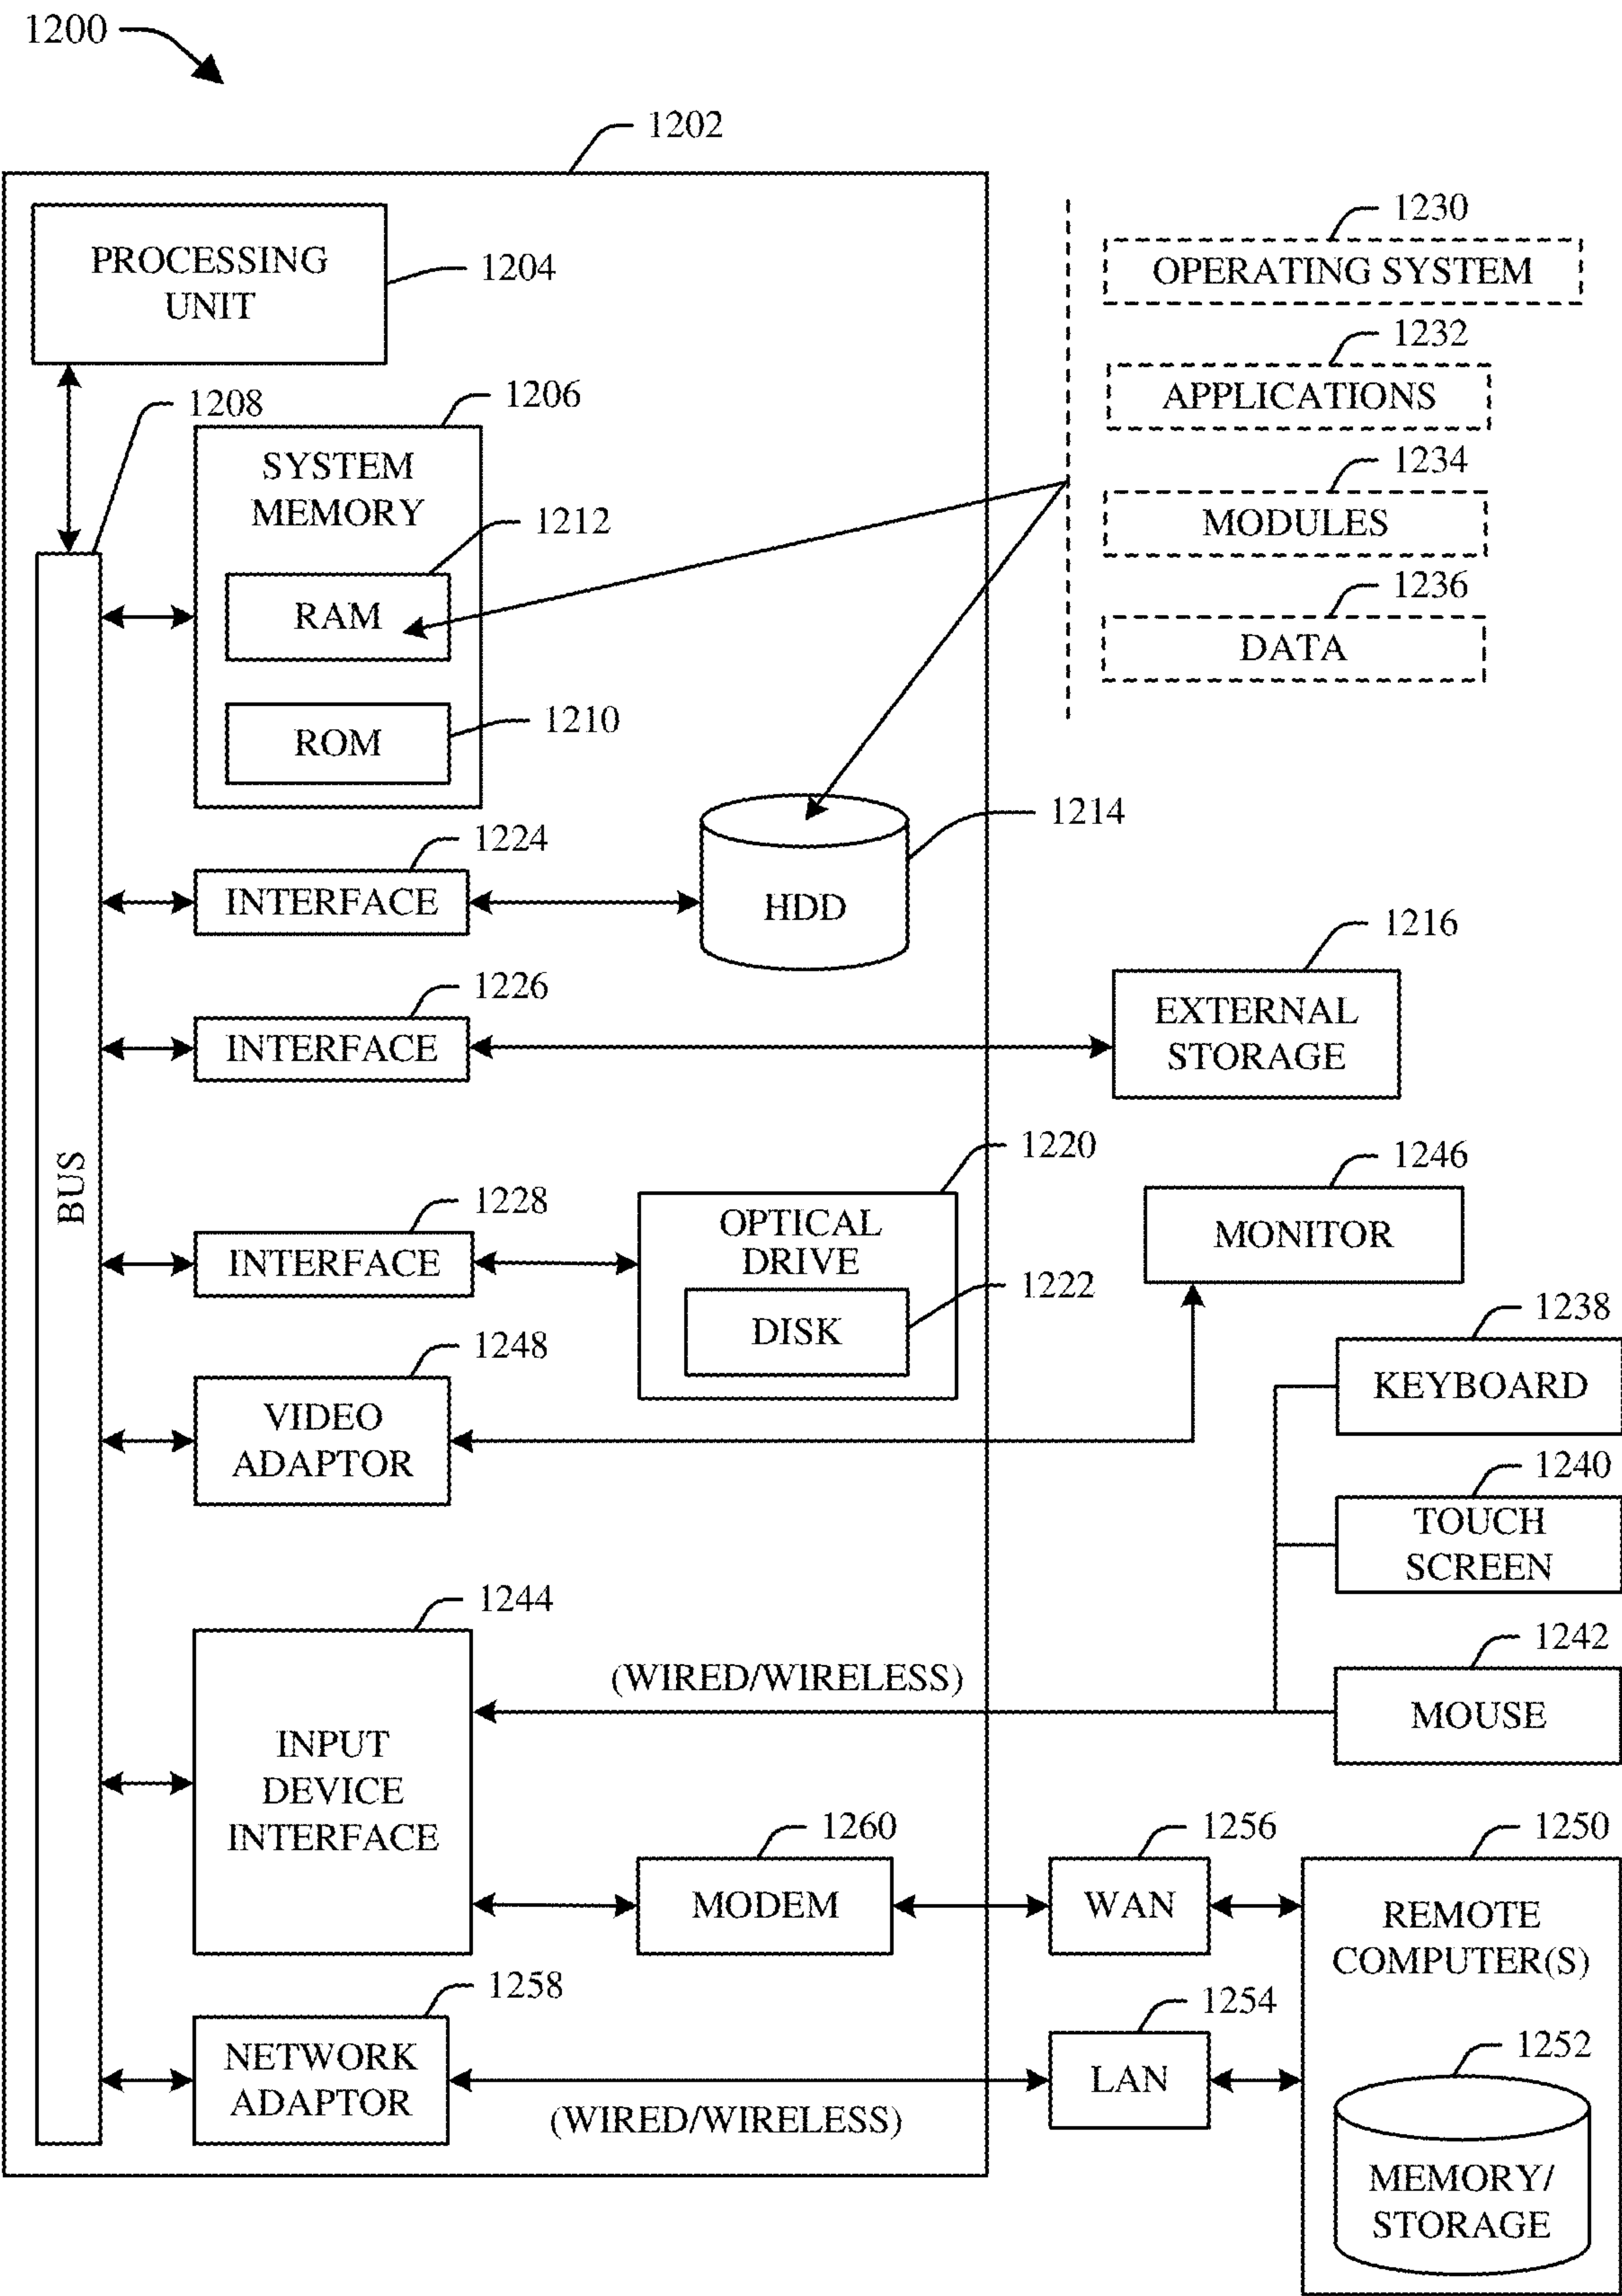 1200
1202
PROCESSING
UNIT
1204
1208
1206
SYSTEM
MEMORY
1212
RAM
1210
ROM
1230
OPERATING SYSTEM
1232
APPLICATIONS
1234
MODULES
1236
DATA
1224
INTERFACE
1214
HDD
1226
INTERFACE
1216
EXTERNAL
STORAGE
BUS
1228
INTERFACE
1220
OPTICAL
DRIVE
1222
DISK
1246
MONITOR
1248
VIDEO
ADAPTOR
1238
KEYBOARD
1240
TOUCH
SCREEN
1242
MOUSE
1244
INPUT
DEVICE
INTERFACE
(WIRED/WIRELESS)
1260
MODEM
1256
WAN
1250
REMOTE
COMPUTER(S)
1258
NETWORK
ADAPTOR
(WIRED/WIRELESS)
1254
LAN
1252
MEMORY/
STORAGE